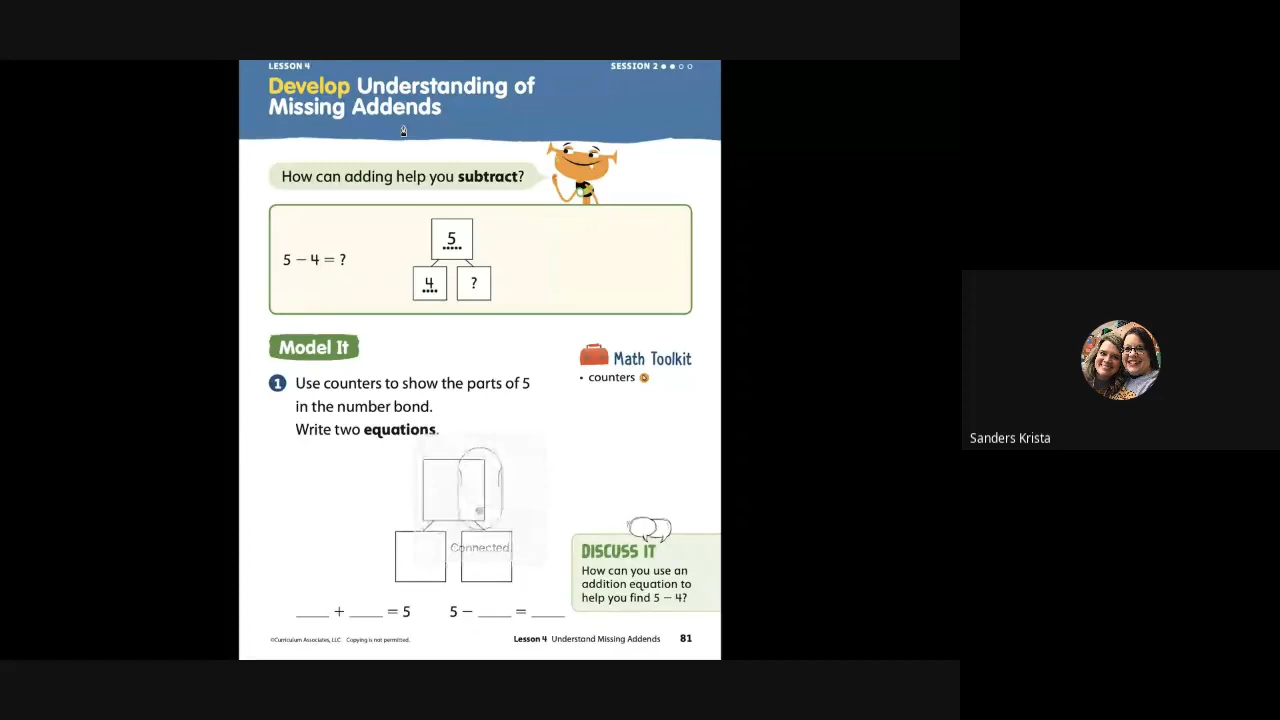 LESSON 4
SESSION 2
Develop Understanding of
Missing Addends
How can adding help you subtract?
5 − 4 = ?
5
4
?
Model It
Math Toolkit
• counters
1 Use counters to show the parts of 5
in the number bond.
Write two equations.
Connected
DISCUSS IT
How can you use an
addition equation to
help you find 5 − 4?
____ + ____ = 5
5 − ____ = ____
©Curriculum Associates, LLC Copying is not permitted.
Lesson 4 Understand Missing Addends 81
Sanders Krista